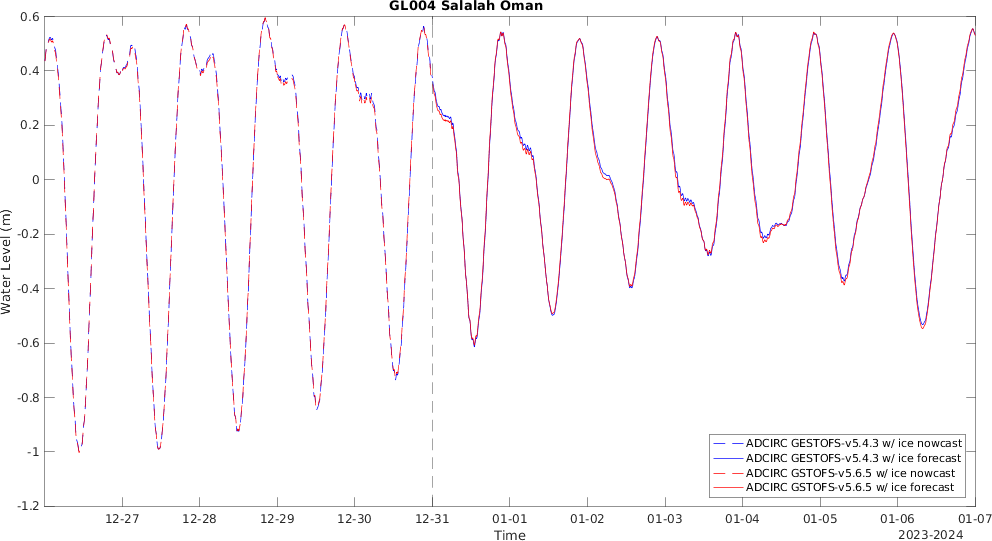 GL004 Salalah Oman
0.6
0.4
0.2
0
-0.2
-0.4
-0.6
-0.8
-1
-1.2
Water Level (m)
12-27 12-28 12-29 12-30 12-31 01-01 01-02 01-03 01-04 01-05 01-06 01-07
Time
2023-2024
ADCIRC GESTOFS-v5.4.3 w/ ice nowcast
ADCIRC GESTOFS-v5.4.3 w/ ice forecast
ADCIRC GSTOFS-v5.6.5 w/ ice nowcast
ADCIRC GSTOFS-v5.6.5 w/ ice forecast